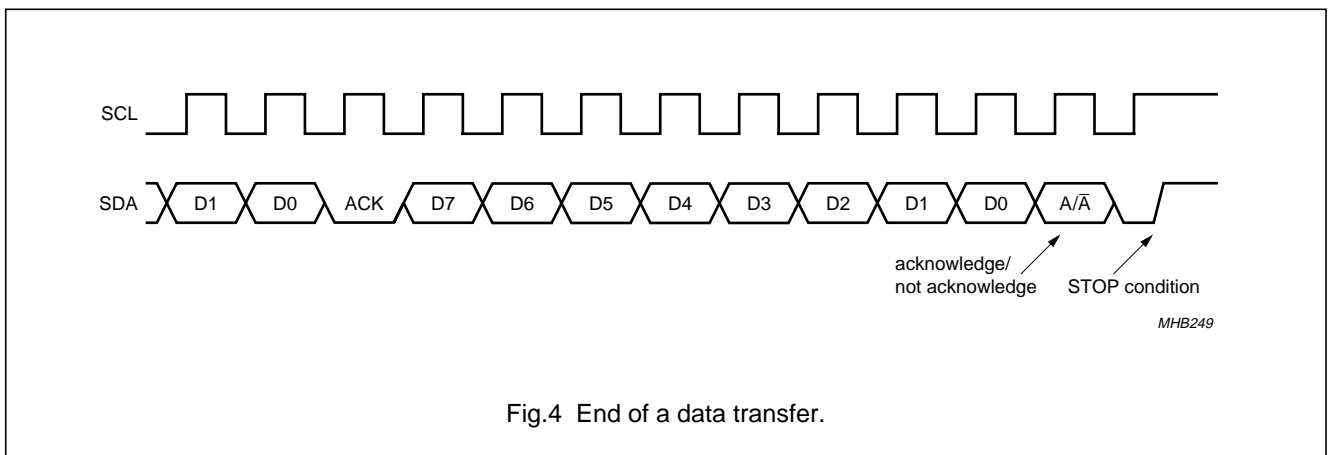 SCL
SDA D1 D0 ACK D7 D6 D5 D4 D3 D2 D1 D0 A/A̅
acknowledge/
not acknowledge STOP condition
MHB249
Fig.4 End of a data transfer.